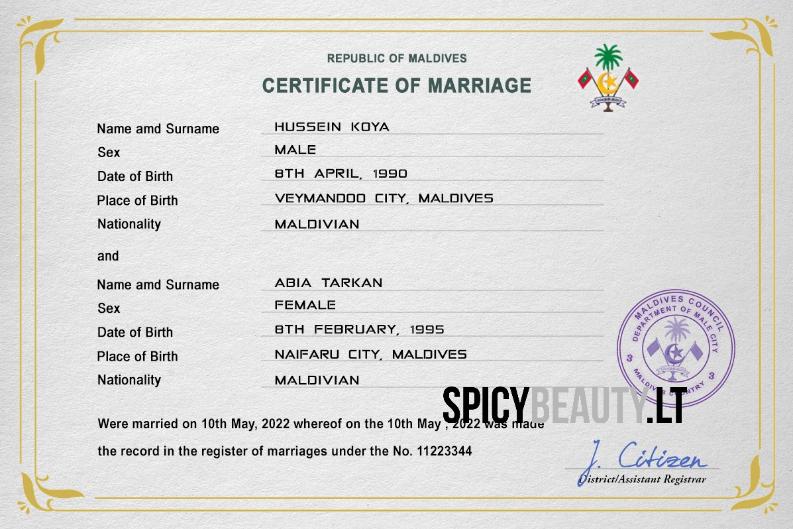 REPUBLIC OF MALDIVES
CERTIFICATE OF MARRIAGE
Name amd Surname HUSSEIN KOYA
Sex MALE
Date of Birth 8TH APRIL, 1990
Place of Birth VEYMANDOO CITY, MALDIVES
Nationality MALDIVIAN
and
Name amd Surname ABIA TARKAN
Sex FEMALE
Date of Birth 8TH FEBRUARY, 1995
Place of Birth NAIFARU CITY, MALDIVES
Nationality MALDIVIAN
MALDIVES COUNCIL
DEPARTMENT OF MALE CITY
3 3
SPICYBEAUTY.LT
Were married on 10th May, 2022 whereof on the 10th May , 2022 was made
the record in the register of marriages under the No. 11223344
J. Citizen
District/Assistant Registrar